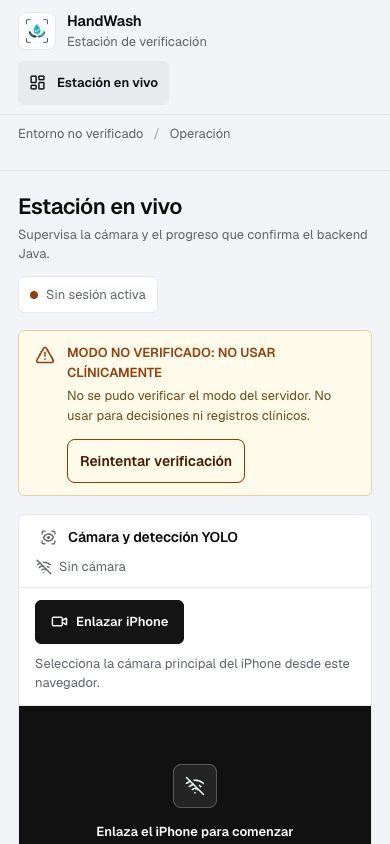 HandWash
Estación de verificación
Estación en vivo
Entorno no verificado / Operación
Estación en vivo
Supervisa la cámara y el progreso que confirma el backend
Java.
Sin sesión activa
MODO NO VERIFICADO: NO USAR
CLÍNICAMENTE
No se pudo verificar el modo del servidor. No
usar para decisiones ni registros clínicos.
Reintentar verificación
Cámara y detección YOLO
Sin cámara
Enlazar iPhone
Selecciona la cámara principal del iPhone desde este
navegador.
Enlaza el iPhone para comenzar